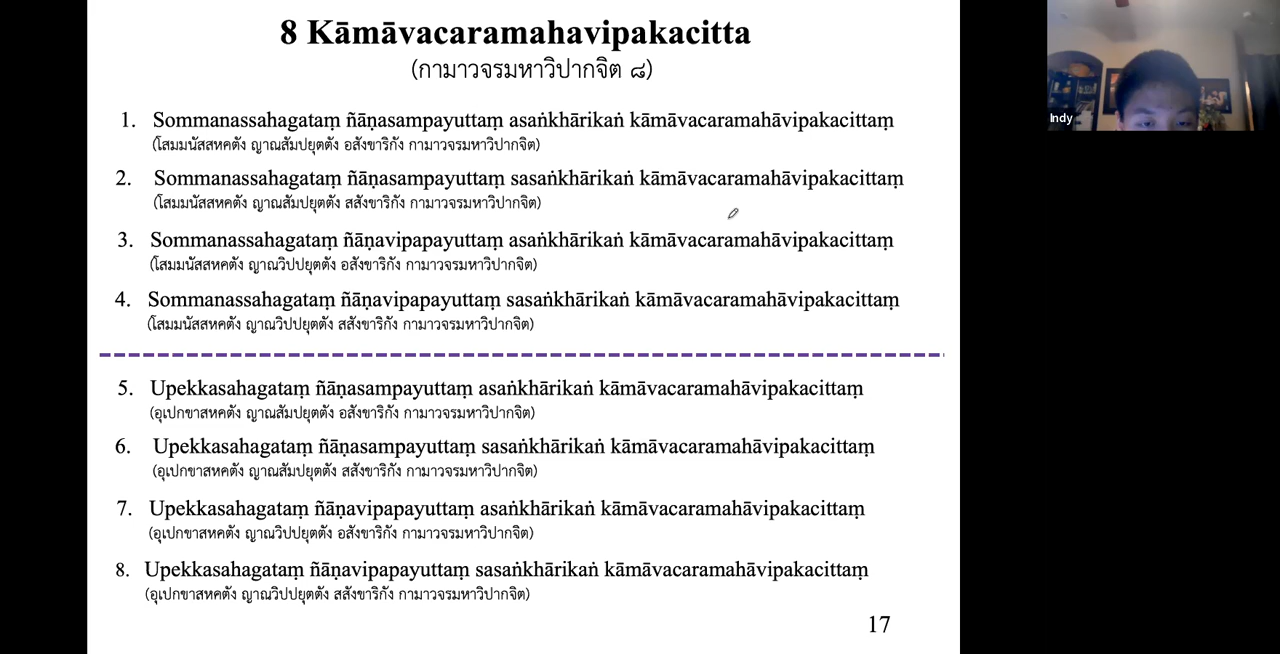 8 Kāmāvacaramahavipakacitta
(กามาวจรมหาวิปากจิต ๘)
1. Sommanassahagataṃ ñāṇasampayuttaṃ asaṅkhārikaṅ kāmāvacaramahāvipakacittaṃ
(โสมมนัสสหคตัง ญาณสัมปยุตตัง อสังขาริกัง กามาวจรมหาวิปากจิต)
2. Sommanassahagataṃ ñāṇasampayuttaṃ sasaṅkhārikaṅ kāmāvacaramahāvipakacittaṃ
(โสมมนัสสหคตัง ญาณสัมปยุตตัง สสังขาริกัง กามาวจรมหาวิปากจิต)
3. Sommanassahagataṃ ñāṇavipapayuttaṃ asaṅkhārikaṅ kāmāvacaramahāvipakacittaṃ
(โสมมนัสสหคตัง ญาณวิปปยุตตัง อสังขาริกัง กามาวจรมหาวิปากจิต)
4. Sommanassahagataṃ ñāṇavipapayuttaṃ sasaṅkhārikaṅ kāmāvacaramahāvipakacittaṃ
(โสมมนัสสหคตัง ญาณวิปปยุตตัง สสังขาริกัง กามาวจรมหาวิปากจิต)
5. Upekkasahagataṃ ñāṇasampayuttaṃ asaṅkhārikaṅ kāmāvacaramahāvipakacittaṃ
(อุเปกขาสหคตัง ญาณสัมปยุตตัง อสังขาริกัง กามาวจรมหาวิปากจิต)
6. Upekkasahagataṃ ñāṇasampayuttaṃ sasaṅkhārikaṅ kāmāvacaramahāvipakacittaṃ
(อุเปกขาสหคตัง ญาณสัมปยุตตัง สสังขาริกัง กามาวจรมหาวิปากจิต)
7. Upekkasahagataṃ ñāṇavipapayuttaṃ asaṅkhārikaṅ kāmāvacaramahāvipakacittaṃ
(อุเปกขาสหคตัง ญาณวิปปยุตตัง อสังขาริกัง กามาวจรมหาวิปากจิต)
8. Upekkasahagataṃ ñāṇavipapayuttaṃ sasaṅkhārikaṅ kāmāvacaramahāvipakacittaṃ
(อุเปกขาสหคตัง ญาณวิปปยุตตัง สสังขาริกัง กามาวจรมหาวิปากจิต)
17
Indy